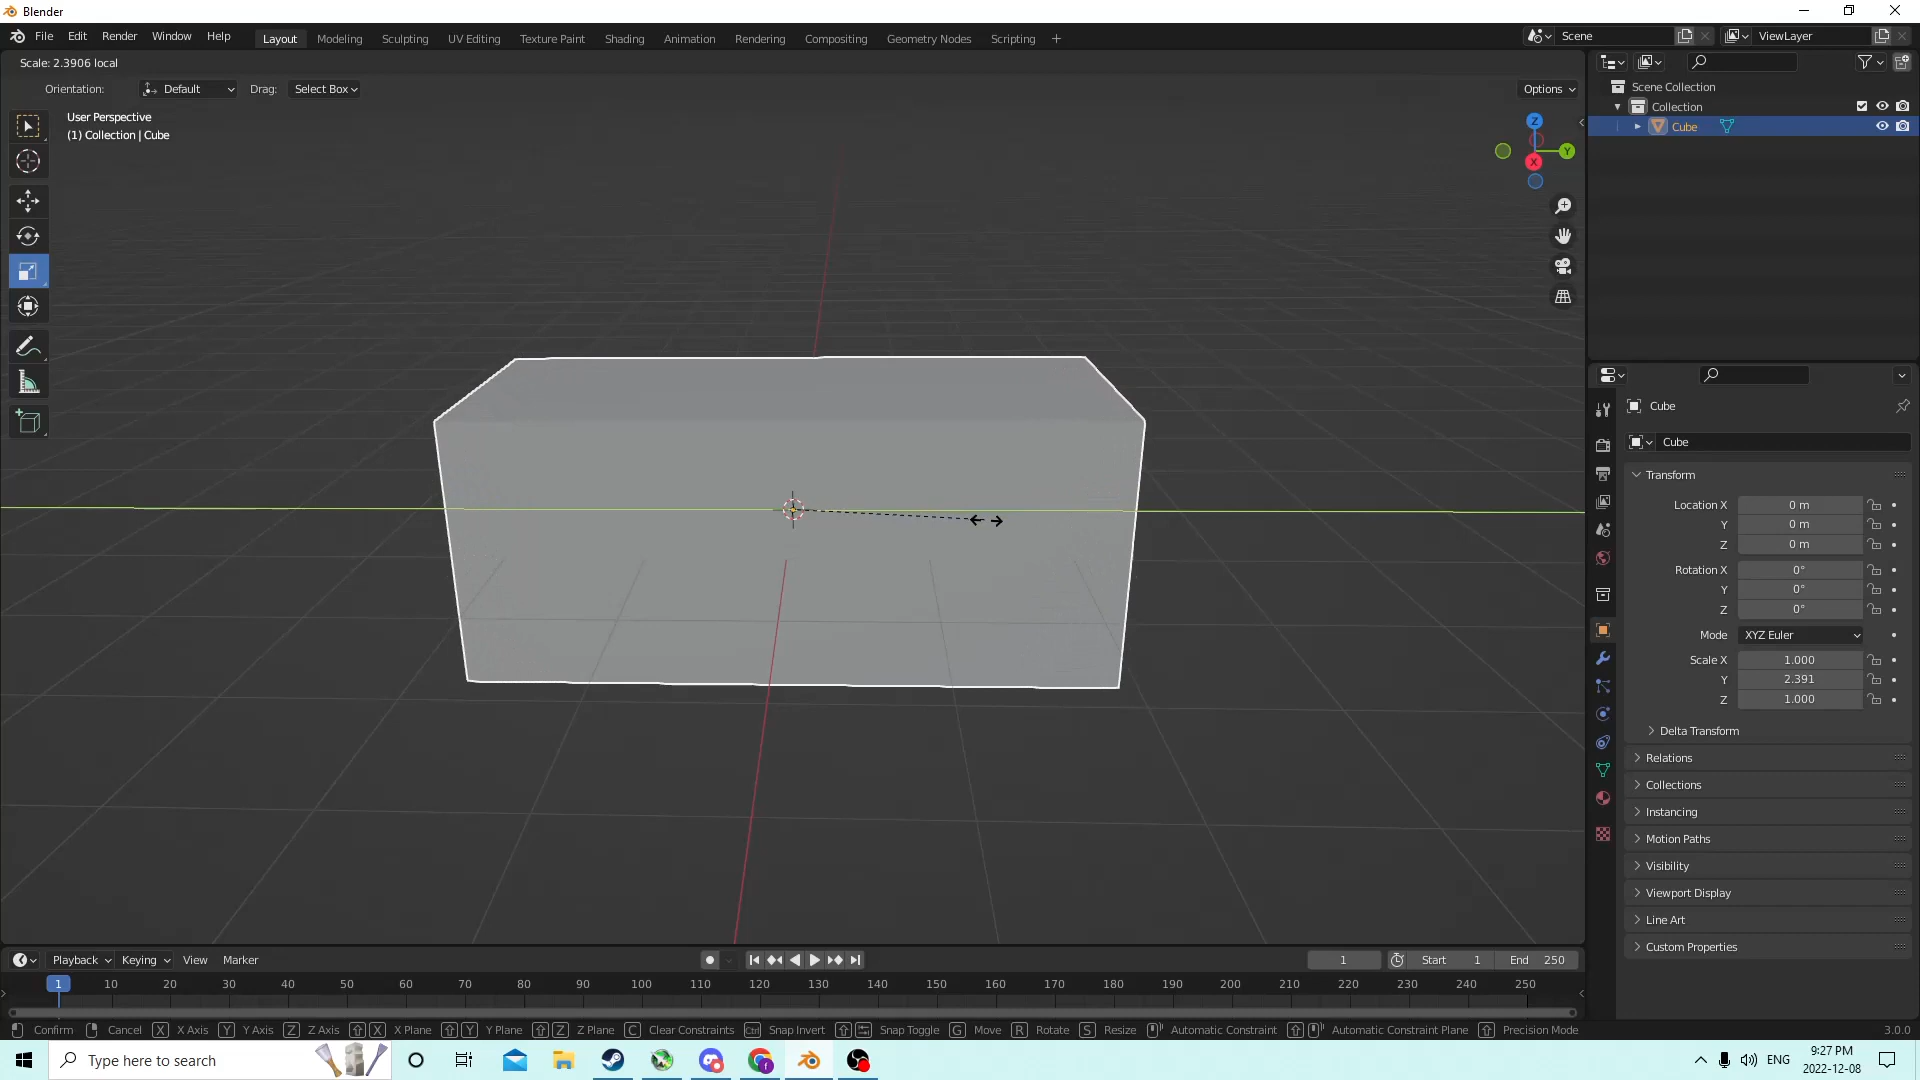 Blender
File Edit Render Window Help Layout Modeling Sculpting UV Editing Texture Paint Shading Animation Rendering Compositing Geometry Nodes Scripting + Scene ViewLayer
Scale: 2.3906 local
Orientation: Default Drag: Select Box Options
User Perspective
(1) Collection | Cube
Z
Y
X
Scene Collection
Collection
Cube
Cube
Cube
Transform
Location X 0 m
Y 0 m
Z 0 m
Rotation X 0°
Y 0°
Z 0°
Mode XYZ Euler
Scale X 1.000
Y 2.391
Z 1.000
Delta Transform
Relations
Collections
Instancing
Motion Paths
Visibility
Viewport Display
Line Art
Custom Properties
Playback Keying View Marker 1 Start 1 End 250
1 10 20 30 40 50 60 70 80 90 100 110 120 130 140 150 160 170 180 190 200 210 220 230 240 250
Confirm Cancel X X Axis Y Y Axis Z Z Axis X X Plane Y Y Plane Z Z Plane C Clear Constraints Ctrl Snap Invert Snap Toggle G Move R Rotate S Resize Automatic Constraint Automatic Constraint Plane Precision Mode 3.0.0
Type here to search ENG 9:27 PM
2022-12-08